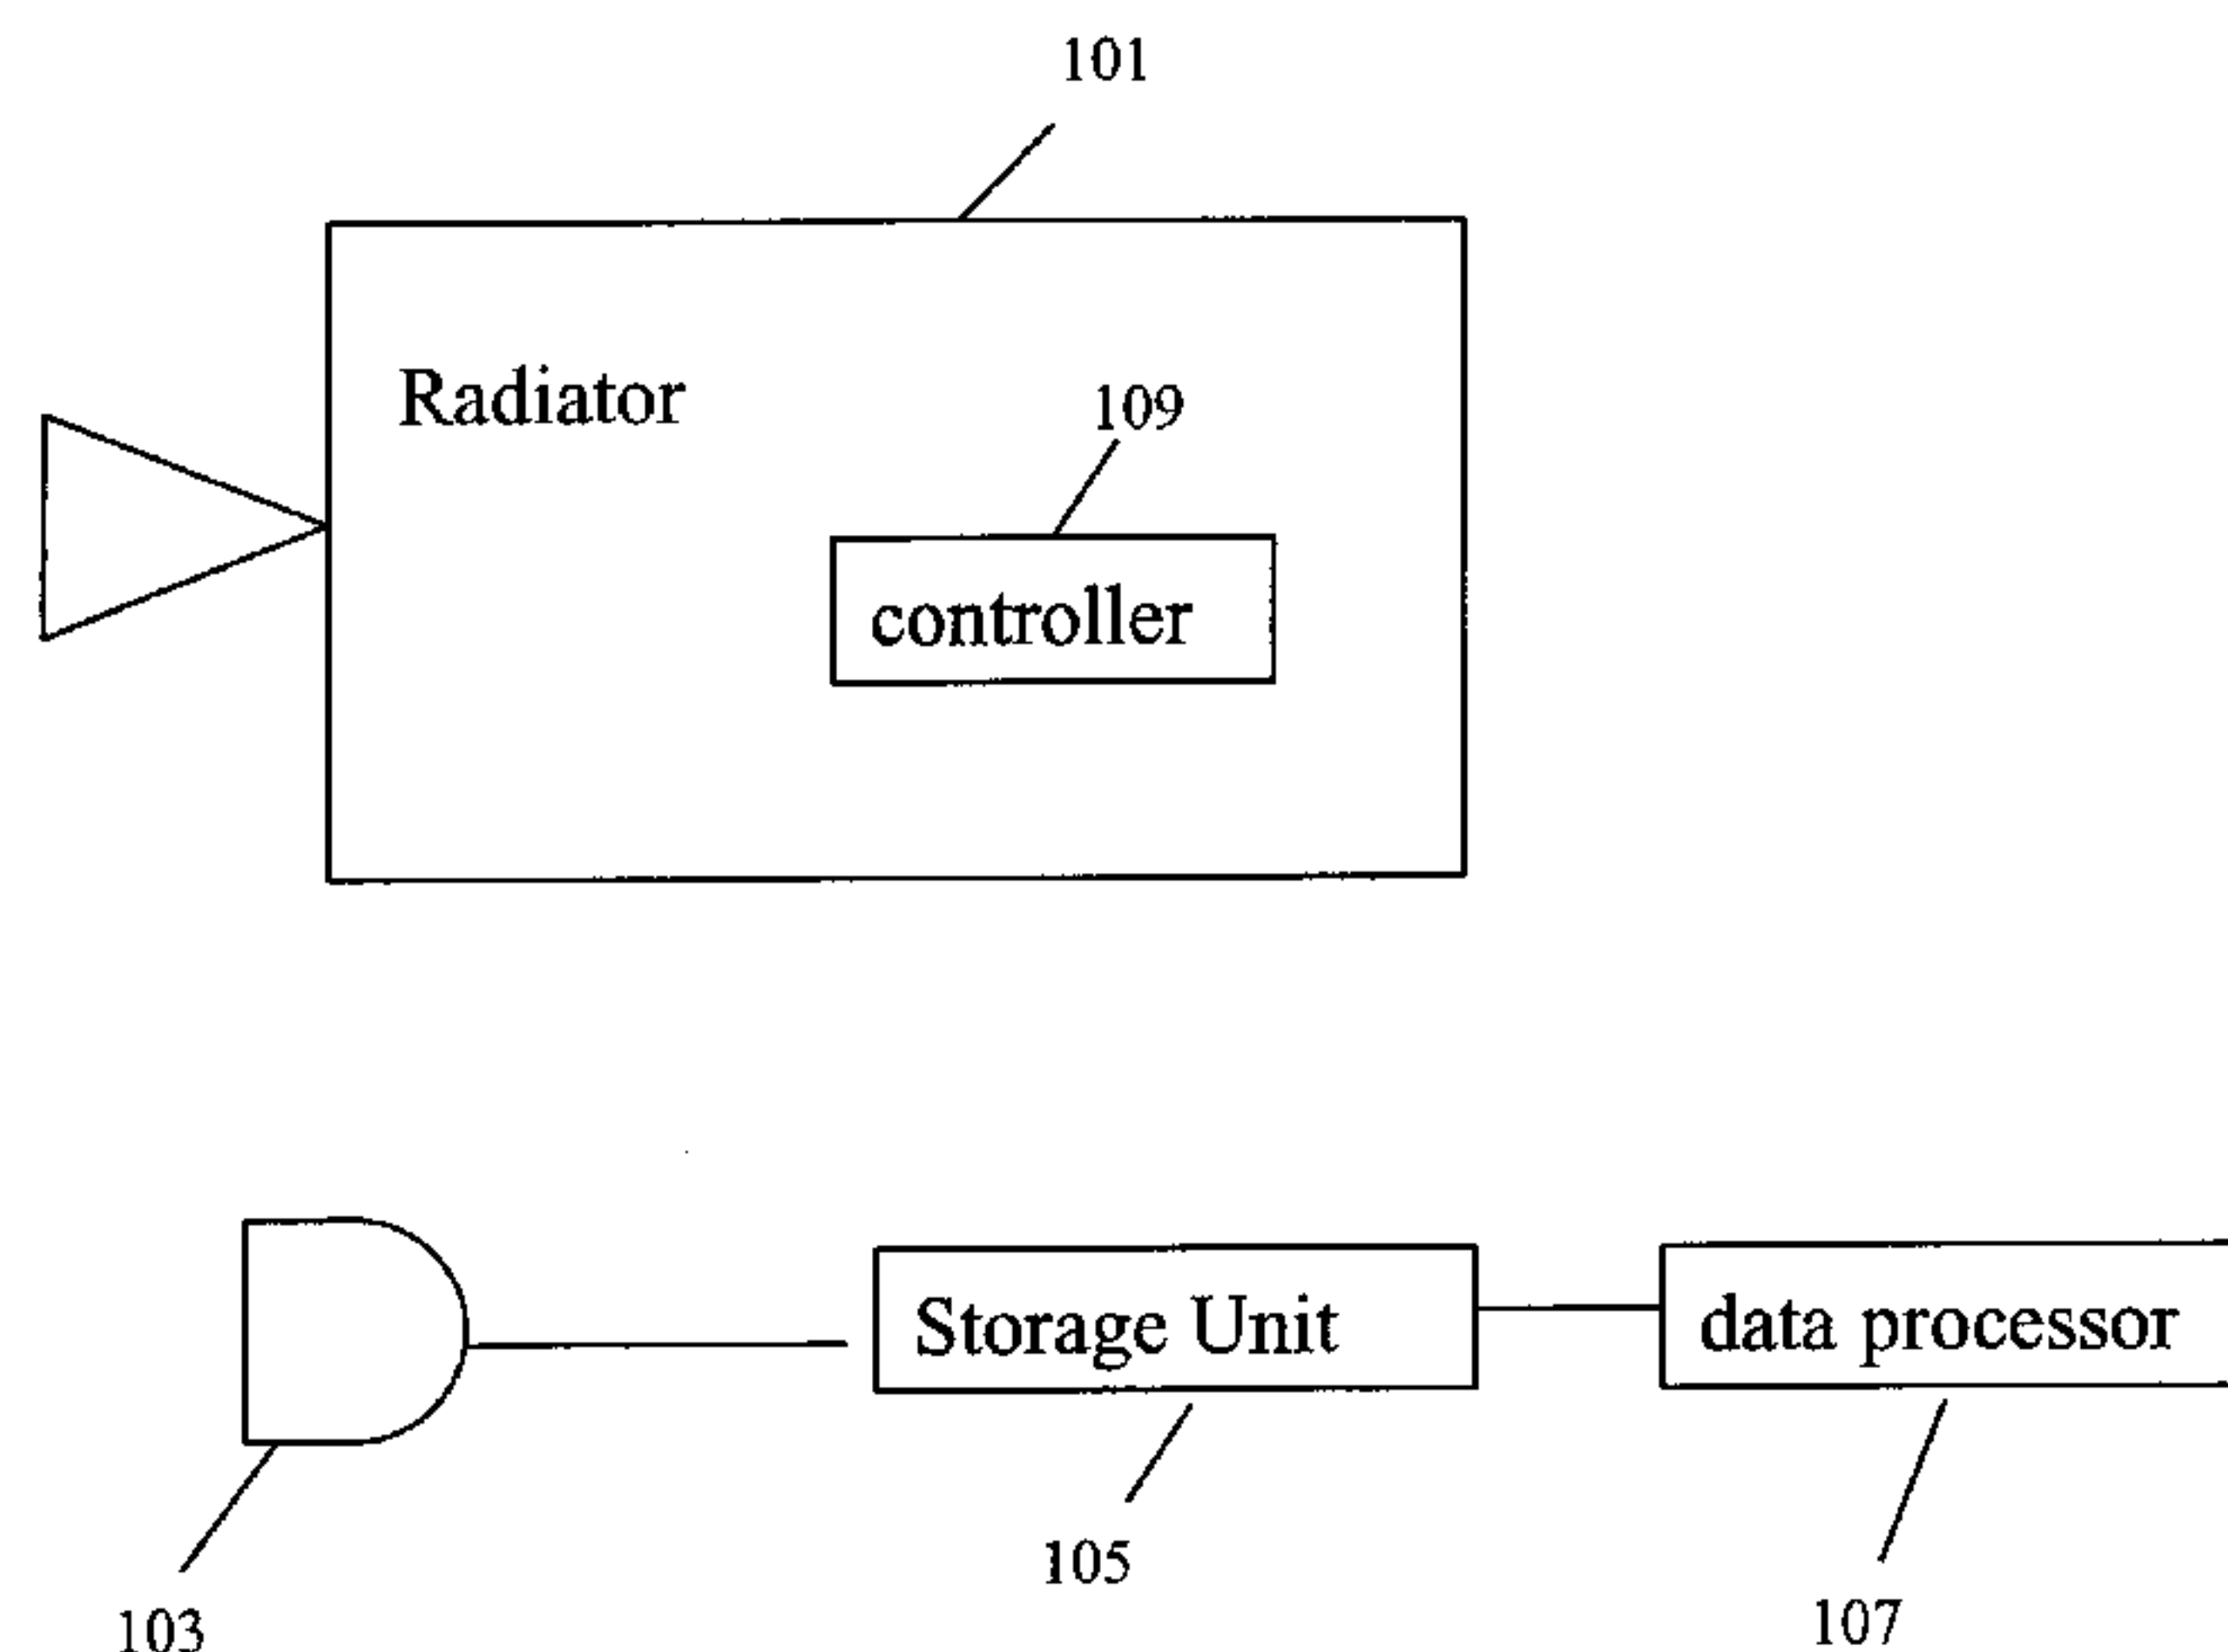 101
Radiator
109
controller
Storage Unit
data processor
105
103
107